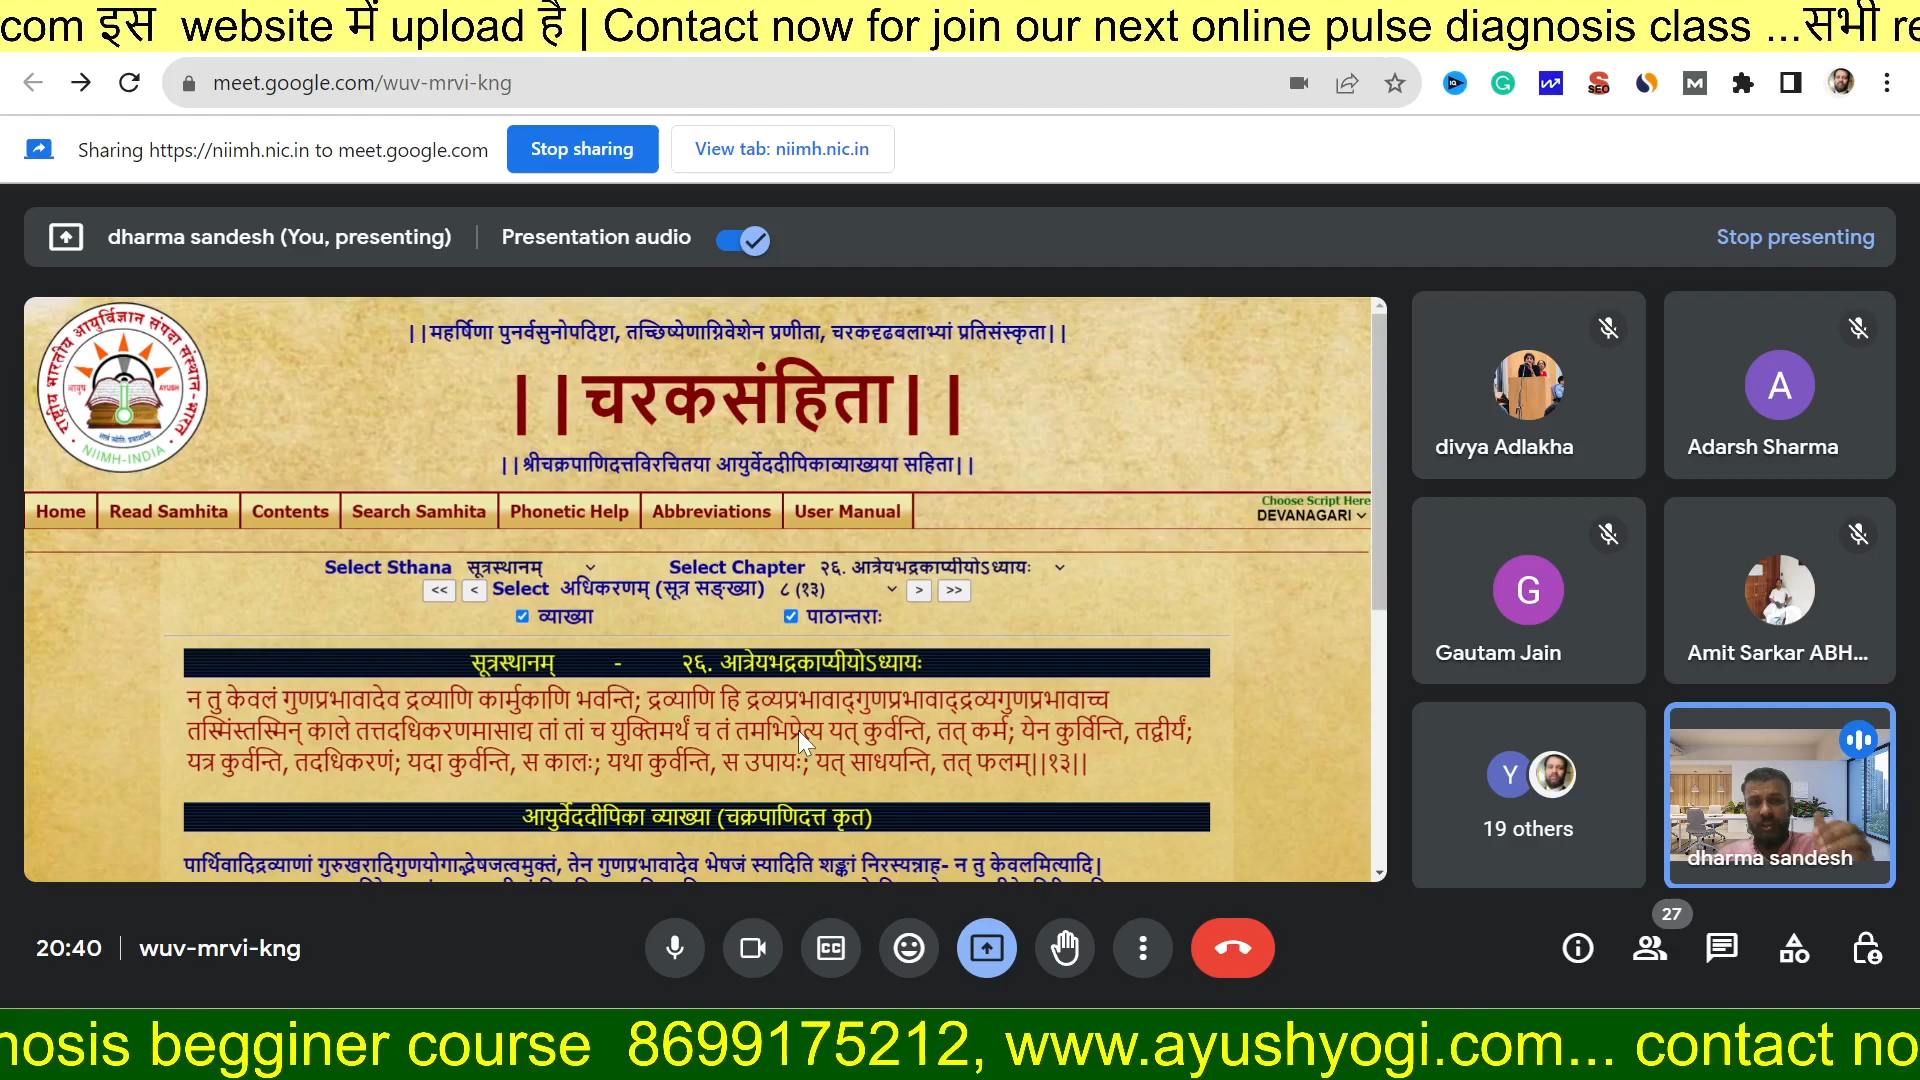 com इस website में upload है | Contact now for join our next online pulse diagnosis class ...सभी re
meet.google.com/wuv-mrvi-kng
Sharing https://niimh.nic.in to meet.google.com Stop sharing View tab: niimh.nic.in
dharma sandesh (You, presenting) | Presentation audio Stop presenting
||महर्षिणा पुनर्वसुनोपदिष्टा, तच्छिष्येणाग्निवेशेन प्रणीता, चरकदृढबलाभ्यां प्रतिसंस्कृता||
||चरकसंहिता||
||श्रीचक्रपाणिदत्तविरचितया आयुर्वेददीपिकाव्याख्यया सहिता||
राष्ट्रीय भारतीय आयुर्विज्ञान संपदा संस्थान-भारत
आयुष AYUSH
NIIMH-INDIA
Home Read Samhita Contents Search Samhita Phonetic Help Abbreviations User Manual
Choose Script Here
DEVANAGARI
Select Sthana सूत्रस्थानम् Select Chapter २६. आत्रेयभद्रकाप्यीयोऽध्यायः
<< < Select अधिकरणम् (सूत्र सङ्ख्या) ८ (१३) > >>
व्याख्या पाठान्तराः
सूत्रस्थानम् - २६. आत्रेयभद्रकाप्यीयोऽध्यायः
न तु केवलं गुणप्रभावादेव द्रव्याणि कार्मुकाणि भवन्ति; द्रव्याणि हि द्रव्यप्रभावाद्गुणप्रभावाद्द्रव्यगुणप्रभावाच्च
तस्मिंस्तस्मिन् काले तत्तदधिकरणमासाद्य तां तां च युक्तिमर्थं च तं तमभिप्रेत्य यत् कुर्वन्ति, तत् कर्म; येन कुर्विन्ति, तद्वीर्यं;
यत्र कुर्वन्ति, तदधिकरणं; यदा कुर्वन्ति, स कालः; यथा कुर्वन्ति, स उपायः; यत् साधयन्ति, तत् फलम्||१३||
आयुर्वेददीपिका व्याख्या (चक्रपाणिदत्त कृत)
पार्थिवादिद्रव्याणां गुरुखरादिगुणयोगाद्भेषजत्वमुक्तं, तेन गुणप्रभावादेव भेषजं स्यादिति शङ्कां निरस्यन्नाह- न तु केवलमित्यादि|
divya Adlakha
A
Adarsh Sharma
G
Gautam Jain
Amit Sarkar ABH...
Y
19 others
dharma sandesh
20:40 | wuv-mrvi-kng
CC
27
nosis begginer course 8699175212, www.ayushyogi.com... contact no